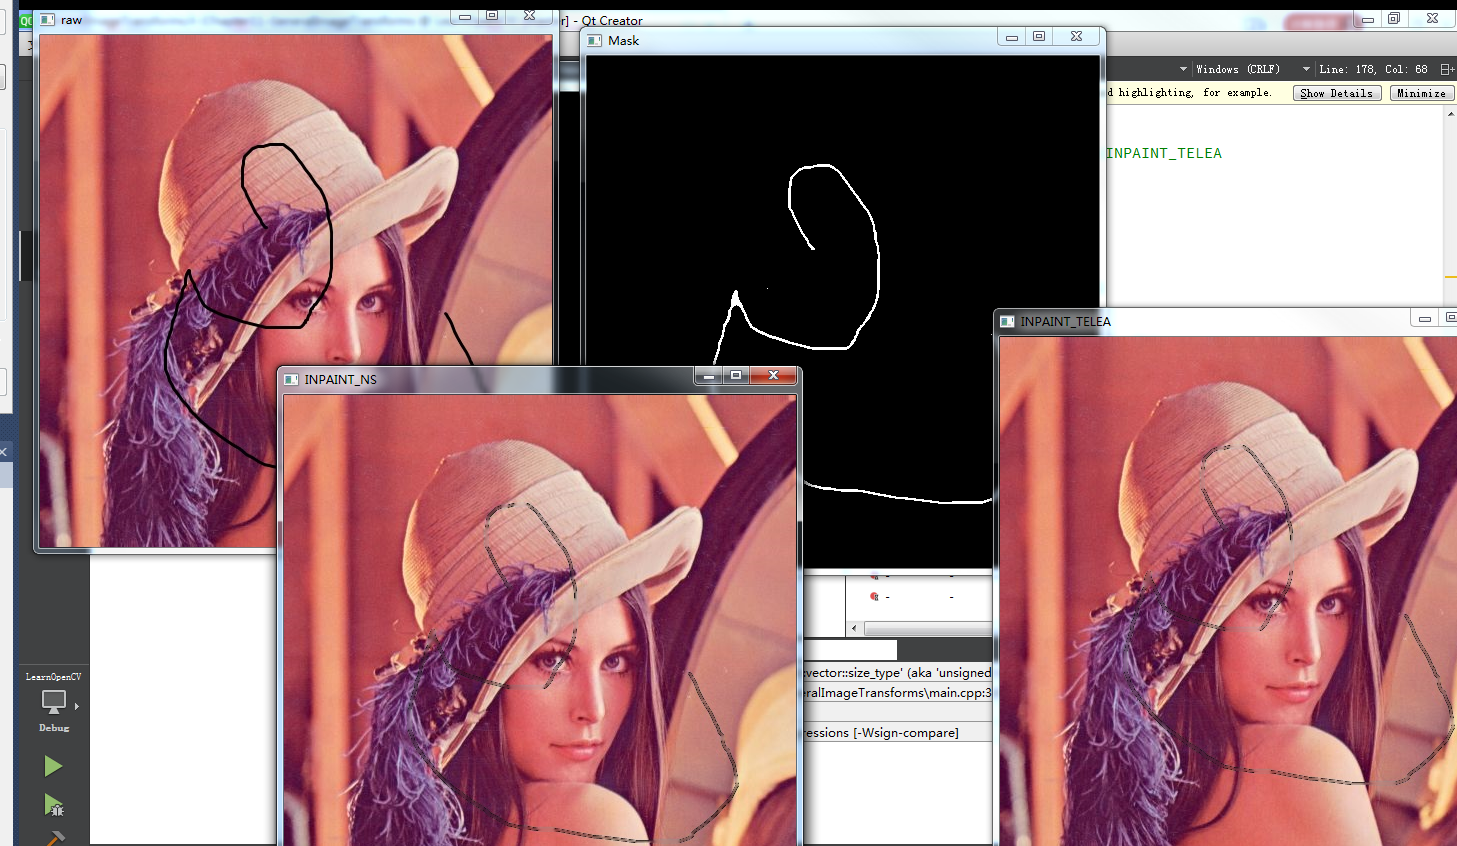 raw
r] - Qt Creator
Mask
Windows (CRLF)
Line: 178, Col: 68
d highlighting, for example.
Show Details
Minimize
INPAINT_TELEA
INPAINT_TELEA
INPAINT_NS
- -
- -
LearnOpenCV
Debug
:vector::size_type' (aka 'unsigned
eralImageTransforms\main.cpp:3
ressions [-Wsign-compare]